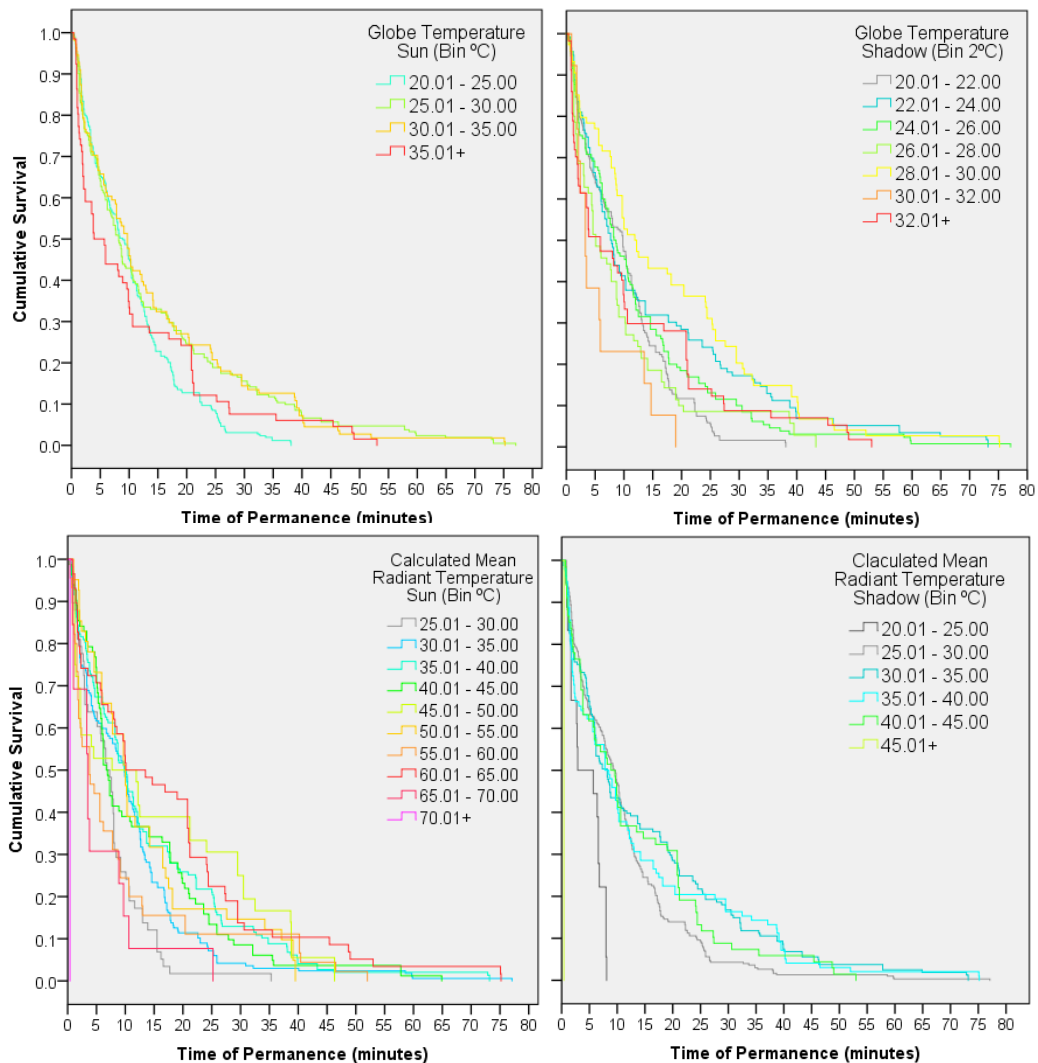 Globe Temperature
Sun (Bin ºC)
20.01 - 25.00
25.01 - 30.00
30.01 - 35.00
35.01+
1.0
0.9
0.8
0.7
0.6
0.5
0.4
0.3
0.2
0.1
0.0
Cumulative Survival
0 5 10 15 20 25 30 35 40 45 50 55 60 65 70 75 80
Time of Permanence (minutes)
Globe Temperature
Shadow (Bin 2ºC)
20.01 - 22.00
22.01 - 24.00
24.01 - 26.00
26.01 - 28.00
28.01 - 30.00
30.01 - 32.00
32.01+
0 5 10 15 20 25 30 35 40 45 50 55 60 65 70 75 80
Time of Permanence (minutes)
Calculated Mean
Radiant Temperature
Sun (Bin ºC)
25.01 - 30.00
30.01 - 35.00
35.01 - 40.00
40.01 - 45.00
45.01 - 50.00
50.01 - 55.00
55.01 - 60.00
60.01 - 65.00
65.01 - 70.00
70.01+
1.0
0.9
0.8
0.7
0.6
0.5
0.4
0.3
0.2
0.1
0.0
Cumulative Survival
0 5 10 15 20 25 30 35 40 45 50 55 60 65 70 75 80
Time of Permanence (minutes)
Claculated Mean
Radiant Temperature
Shadow (Bin ºC)
20.01 - 25.00
25.01 - 30.00
30.01 - 35.00
35.01 - 40.00
40.01 - 45.00
45.01+
0 5 10 15 20 25 30 35 40 45 50 55 60 65 70 75 80
Time of Permanence (minutes)